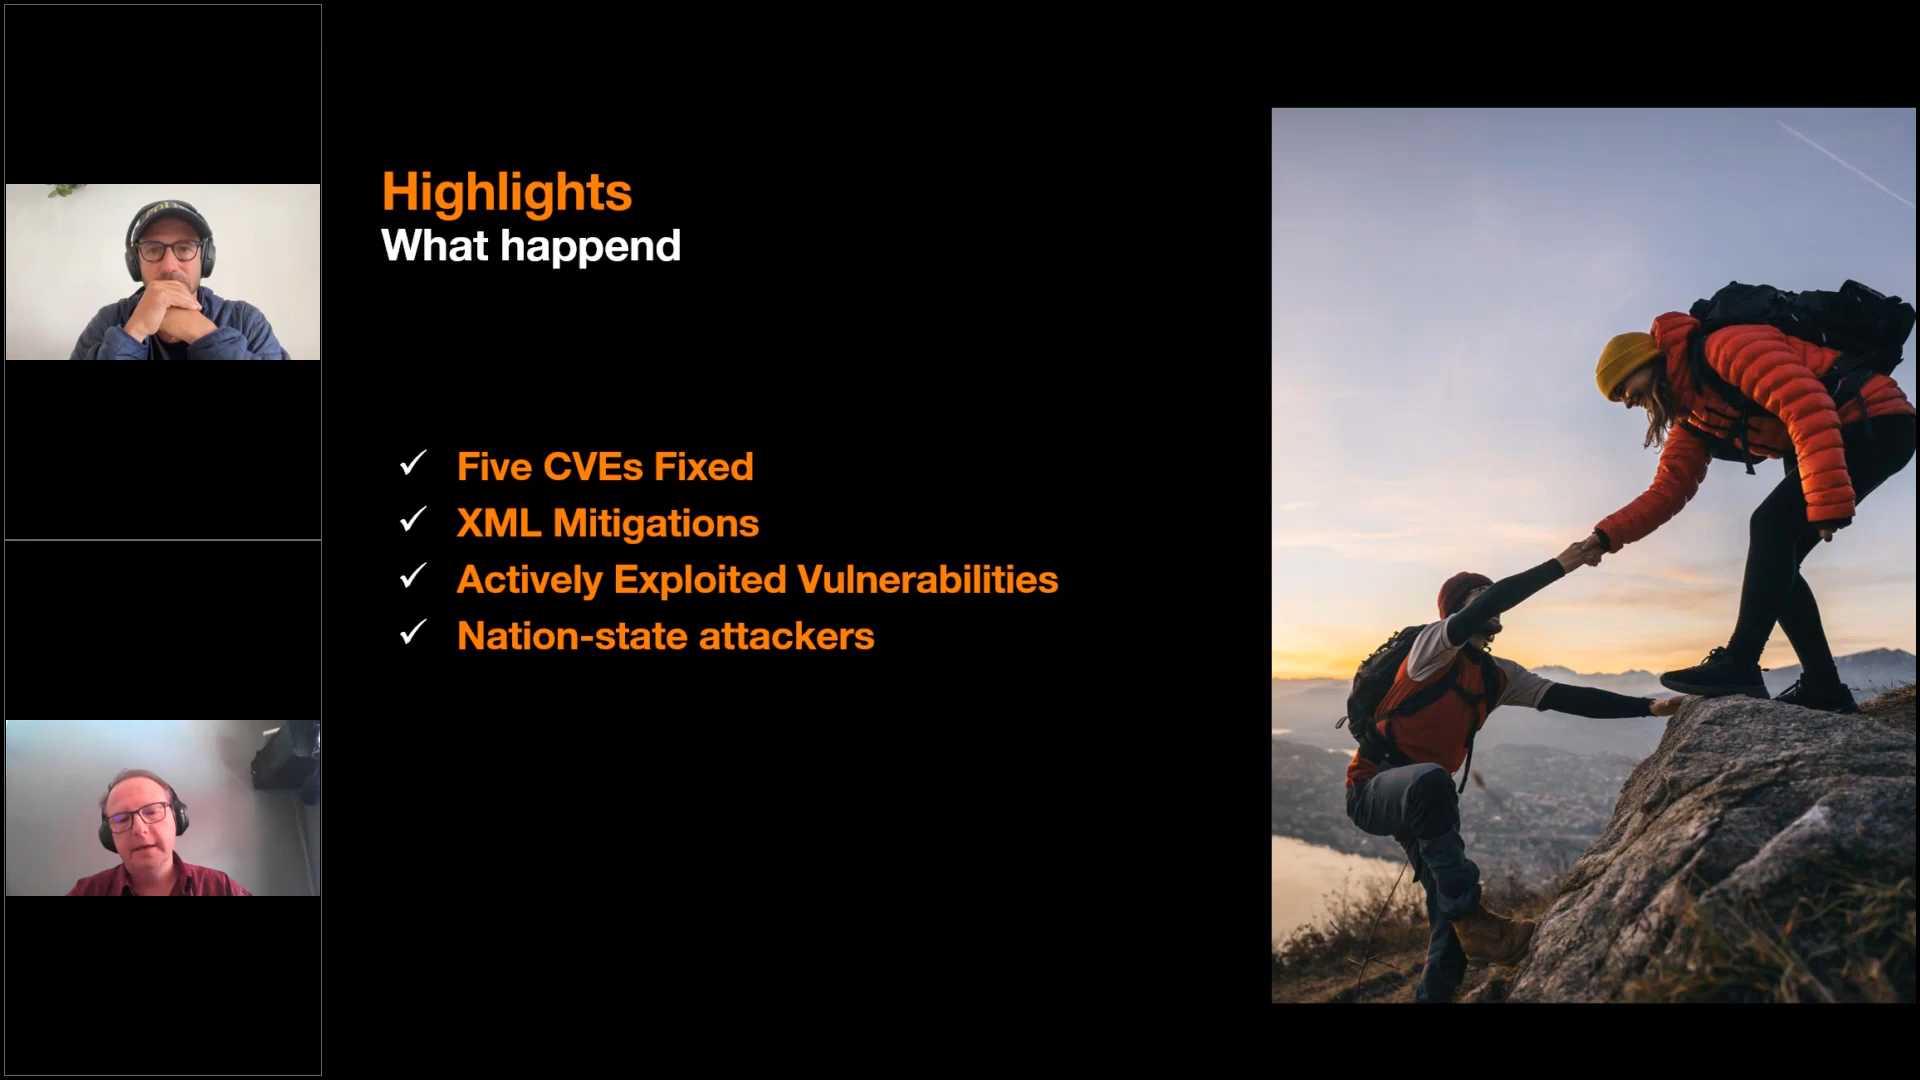 Highlights
What happend
✓ Five CVEs Fixed
✓ XML Mitigations
✓ Actively Exploited Vulnerabilities
✓ Nation-state attackers